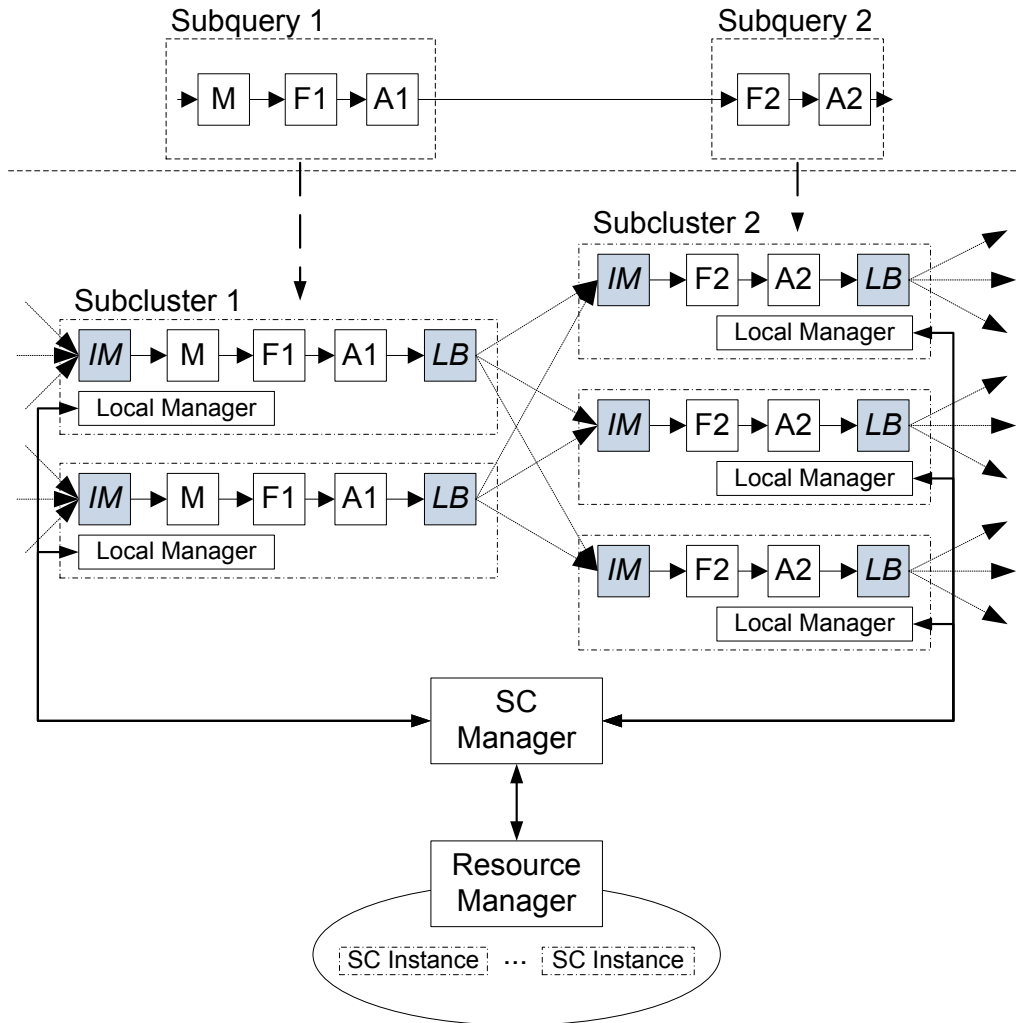 Subquery 1
Subquery 2
M F1 A1
F2 A2
Subcluster 2
IM F2 A2 LB
Local Manager
Subcluster 1
IM M F1 A1 LB
Local Manager
IM F2 A2 LB
Local Manager
IM M F1 A1 LB
Local Manager
IM F2 A2 LB
Local Manager
SC
Manager
Resource
Manager
SC Instance ... SC Instance